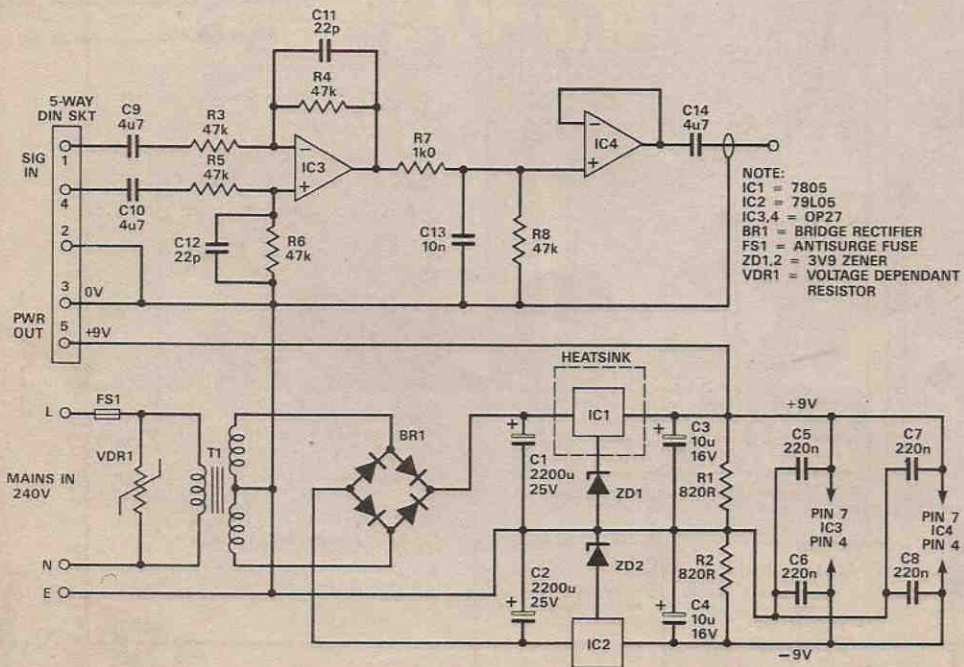 C11
22p
R4
47k
5-WAY
DIN SKT
C9
4u7
R3
47k
R5
47k
C10
4u7
SIG
IN
1
4
2
3
5
0V
PWR
OUT
+9V
IC3
−
+
C12
22p
R6
47k
R7
1k0
C13
10n
R8
47k
IC4
−
+
C14
4u7
NOTE:
IC1 = 7805
IC2 = 79L05
IC3,4 = OP27
BR1 = BRIDGE RECTIFIER
FS1 = ANTISURGE FUSE
ZD1,2 = 3V9 ZENER
VDR1 = VOLTAGE DEPENDANT
RESISTOR
L
FS1
VDR1
MAINS IN
240V
N
E
T1
BR1
HEATSINK
IC1
+
C1
2200u
25V
ZD1
+
C3
10u
16V
R1
820R
+
C2
2200u
25V
ZD2
IC2
+
C4
10u
16V
R2
820R
+9V
C5
220n
C7
220n
PIN 7
IC3
PIN 4
PIN 7
IC4
PIN 4
C6
220n
C8
220n
−9V